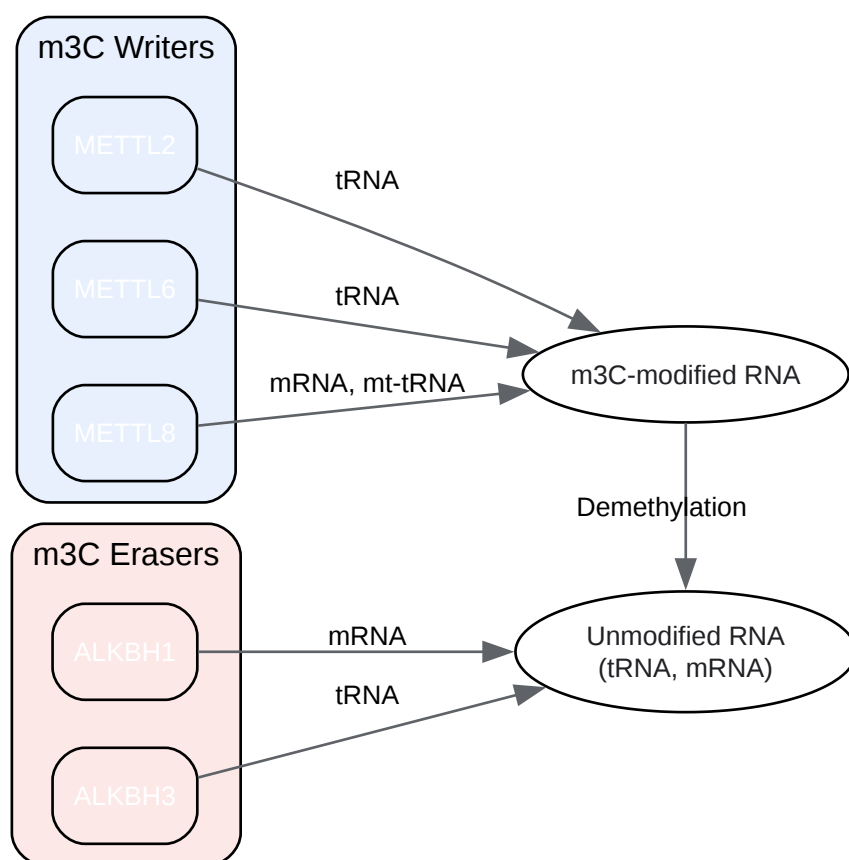 m3C Writers
METTL2
tRNA
METTL6
tRNA
m3C-modified RNA
METTL8
mRNA, mt-tRNA
Demethylation
m3C Erasers
ALKBH1
mRNA
Unmodified RNA
(tRNA, mRNA)
tRNA
ALKBH3